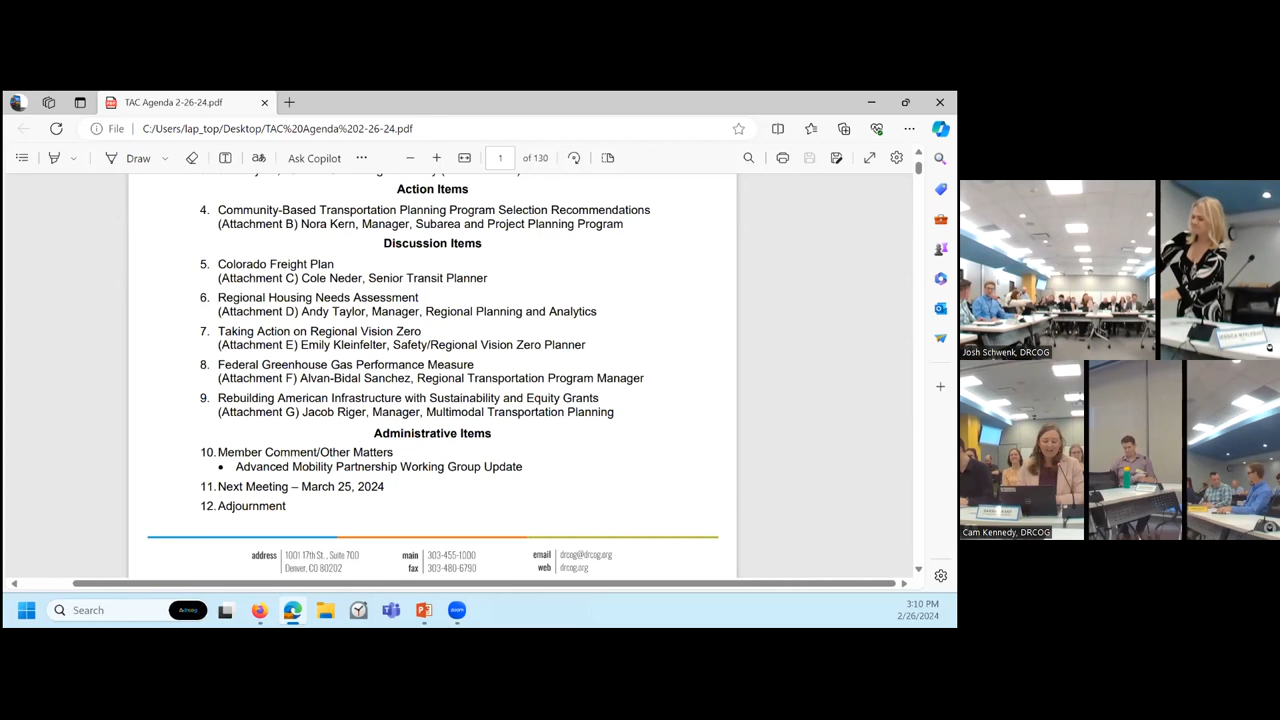 TAC Agenda 2-26-24.pdf
File C:/Users/lap_top/Desktop/TAC%20Agenda%202-26-24.pdf
Draw Ask Copilot 1 of 130
Action Items
4. Community-Based Transportation Planning Program Selection Recommendations
(Attachment B) Nora Kern, Manager, Subarea and Project Planning Program
Discussion Items
5. Colorado Freight Plan
(Attachment C) Cole Neder, Senior Transit Planner
6. Regional Housing Needs Assessment
(Attachment D) Andy Taylor, Manager, Regional Planning and Analytics
7. Taking Action on Regional Vision Zero
(Attachment E) Emily Kleinfelter, Safety/Regional Vision Zero Planner
8. Federal Greenhouse Gas Performance Measure
(Attachment F) Alvan-Bidal Sanchez, Regional Transportation Program Manager
9. Rebuilding American Infrastructure with Sustainability and Equity Grants
(Attachment G) Jacob Riger, Manager, Multimodal Transportation Planning
Administrative Items
10. Member Comment/Other Matters
• Advanced Mobility Partnership Working Group Update
11. Next Meeting – March 25, 2024
12. Adjournment
address 1001 17th St., Suite 700 main 303-455-1000 email drcog@drcog.org
Denver, CO 80202 fax 303-480-6790 web drcog.org
Search
3:10 PM
2/26/2024
Josh Schwenk, DRCOG
Cam Kennedy, DRCOG